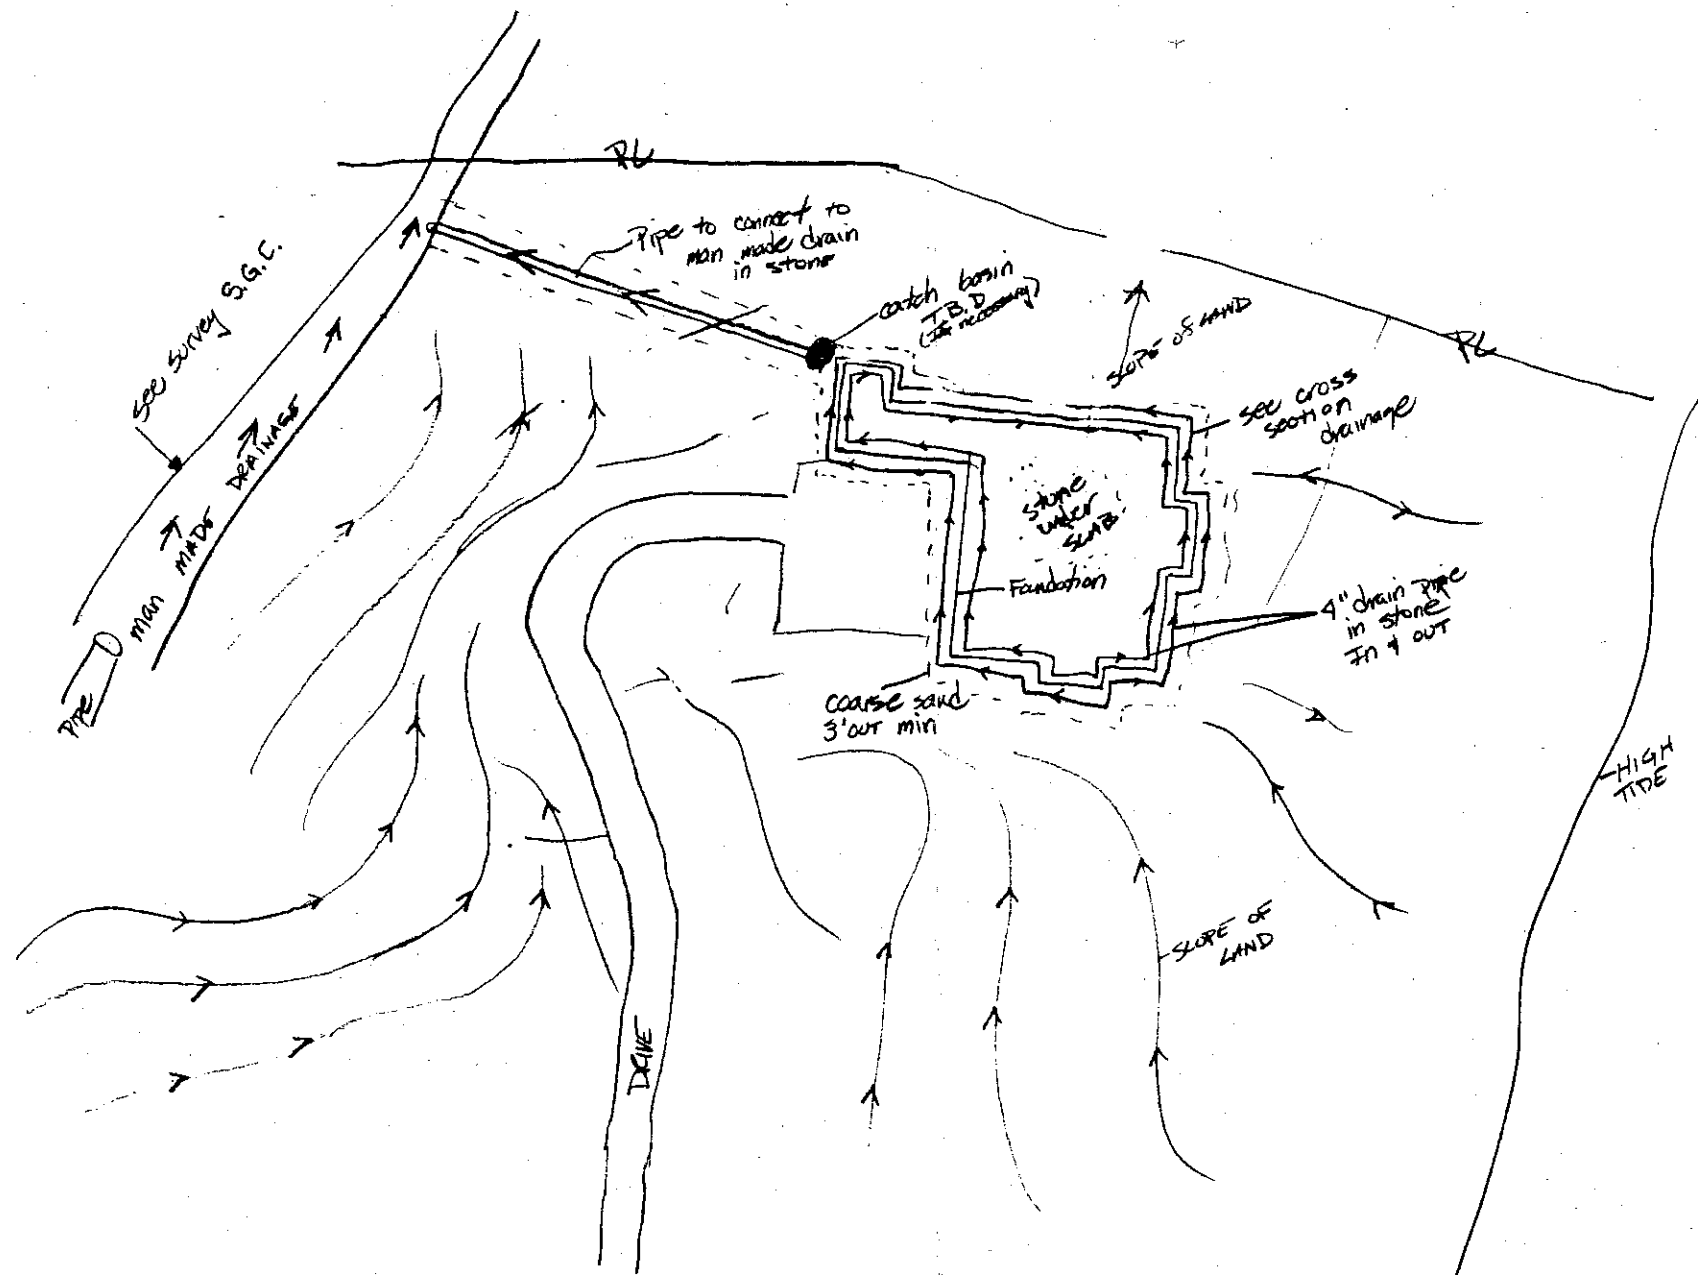 PL
Pipe to connect to
man made drain
in stone
see survey S.G.C.
catch basin
T.B.D
(If necessary)
SLOPE OF LAND
PL
see cross
section
drainage
MAN MADE DRAINAGE
Pipe
stone
under
SLAB
Foundation
4" drain pipe
in stone
In & OUT
coarse sand
3' OUT min
HIGH
TIDE
SLOPE OF
LAND
DRIVE